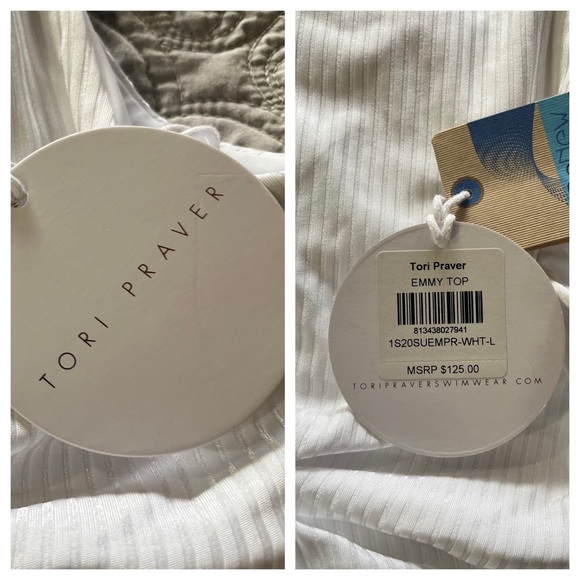 TORI PRAVER
Tori Praver
EMMY TOP
813438027941
1S20SUEMPR-WHT-L
MSRP $125.00
TORIPRAVERSWIMWEAR.COM